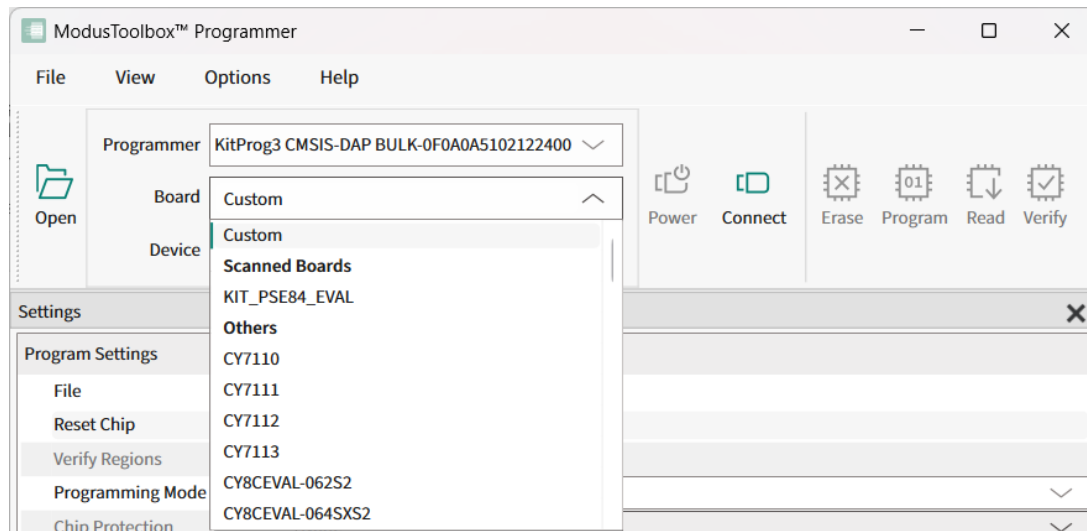 ModusToolbox™ Programmer
File View Options Help
Programmer KitProg3 CMSIS-DAP BULK-0F0A0A5102122400
Board Custom
Device
Open
Power Connect Erase Program Read Verify
Custom
Scanned Boards
KIT_PSE84_EVAL
Others
CY7110
CY7111
CY7112
CY7113
CY8CEVAL-062S2
CY8CEVAL-064SXS2
Settings
Program Settings
File
Reset Chip
Verify Regions
Programming Mode
Chip Protection